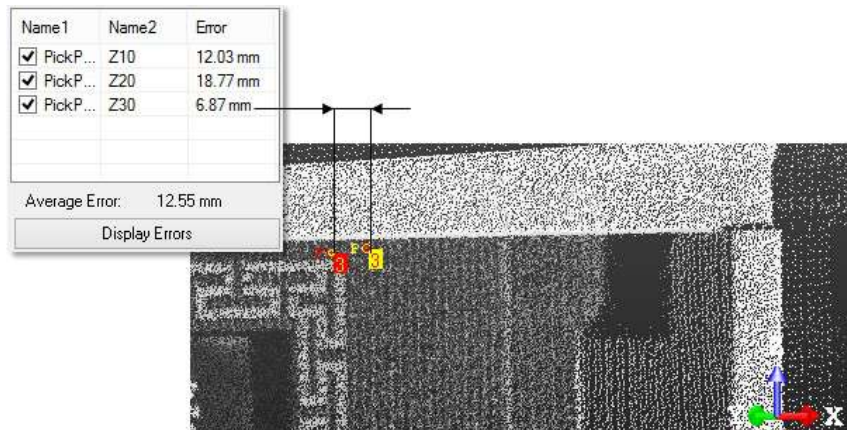 Name1 Name2 Error
PickP... Z10 12.03 mm
PickP... Z20 18.77 mm
PickP... Z30 6.87 mm
Average Error: 12.55 mm
Display Errors
3 P 3
X